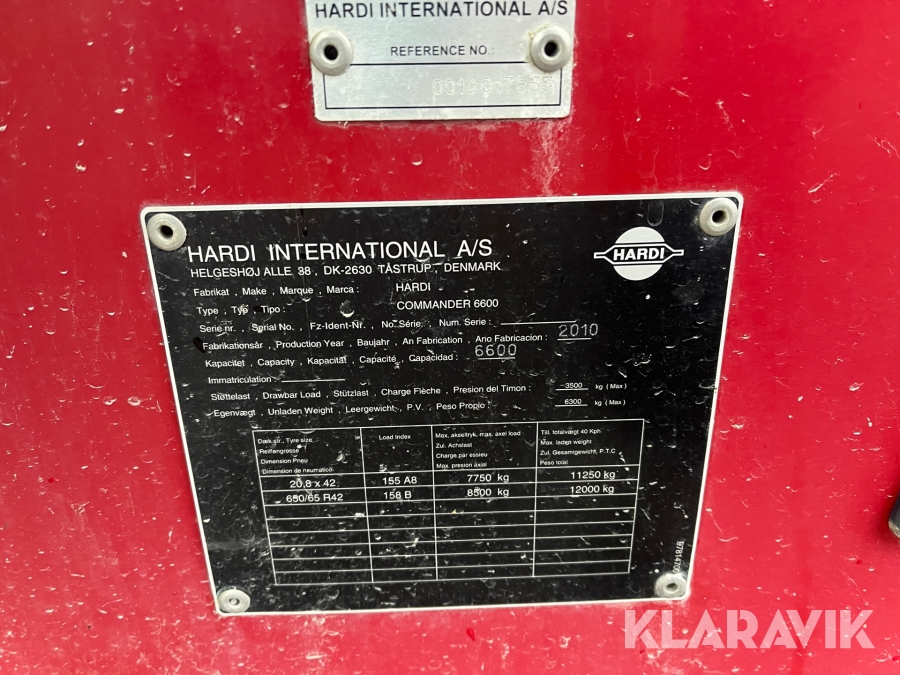 HARDI INTERNATIONAL A/S
REFERENCE NO.:
HARDI INTERNATIONAL A/S
HELGESHØJ ALLE 38 , DK-2630 TÅSTRUP , DENMARK
HARDI
Fabrikat , Make , Marque , Marca : HARDI
Type , Typ , Tipo : COMMANDER 6600
Serie nr. , Serial No. , Fz-Ident-Nr. , No. Série. , Num. Serie :
Fabrikationsår , Production Year , Baujahr , An Fabrication , Ano Fabricacion : 2010
Kapacitet , Capacity , Kapacität , Capacité , Capacidad : 6600
Immatriculation :
Støttelast , Drawbar Load , Stützlast , Charge Flèche , Presion del Timon : 3500 kg ( Max )
Egenvægt , Unladen Weight , Leergewicht , P.V. , Peso Propio : 6300 kg ( Max )
Dæk str., Tyre size
Reifengrosse
Dimension Pneu
Dimension de neumatico
Load Index
Max. akseltryk, max. axel load
Zul. Achslast
Charge par essieu
Max. presion àxial
Till. totalvægt 40 Kph
Max. laden weight
Zul. Gesamtgewicht, P.T.C
Peso total
20,8 x 42 155 A8 7750 kg 11250 kg
650/65 R42 158 B 8500 kg 12000 kg
KLARAVIK